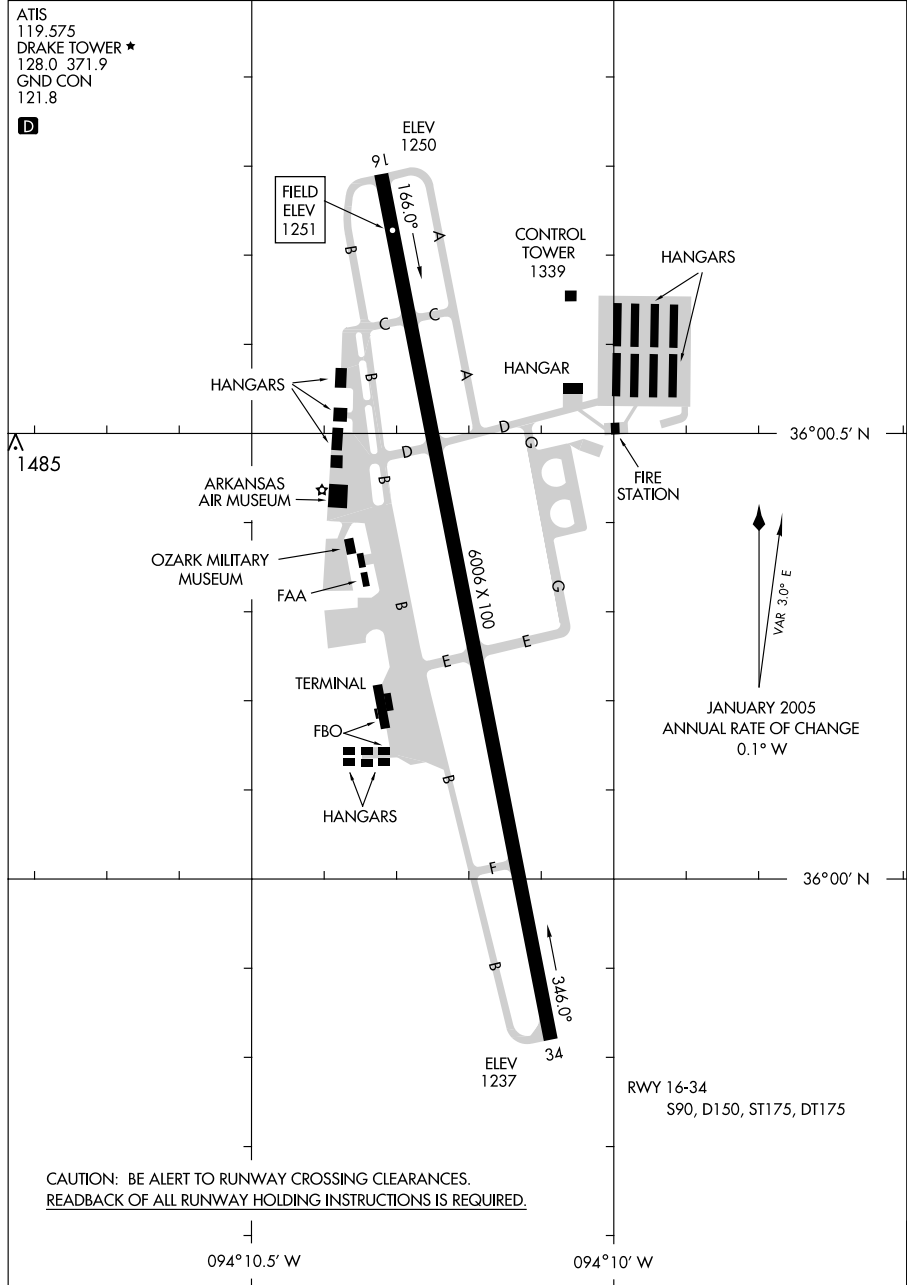 ATIS
119.575
DRAKE TOWER ★
128.0 371.9
GND CON
121.8
D
ELEV
1250
16
FIELD
ELEV
1251
166.0°
A
B
CONTROL
TOWER
1339
HANGARS
C
C
B
A
HANGAR
HANGARS
D
D
G
36°00.5' N
1485
B
FIRE
STATION
ARKANSAS
AIR MUSEUM
OZARK MILITARY
MUSEUM
FAA
6006 X 100
G
B
VAR 3.0° E
E
E
TERMINAL
JANUARY 2005
ANNUAL RATE OF CHANGE
0.1° W
FBO
B
HANGARS
F
36°00' N
B
346.0°
34
ELEV
1237
RWY 16-34
S90, D150, ST175, DT175
CAUTION: BE ALERT TO RUNWAY CROSSING CLEARANCES.
READBACK OF ALL RUNWAY HOLDING INSTRUCTIONS IS REQUIRED.
094°10.5' W
094°10' W